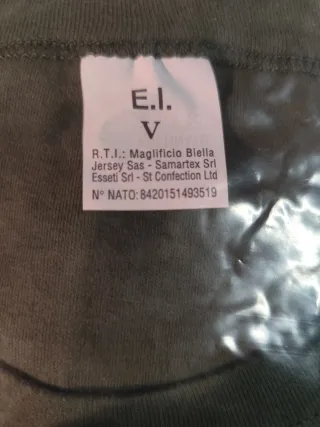 E.I.
V
R.T.I.: Maglificio Biella
Jersey Sas - Samartex Srl
Esseti Srl - St Confection Ltd
N° NATO: 8420151493519